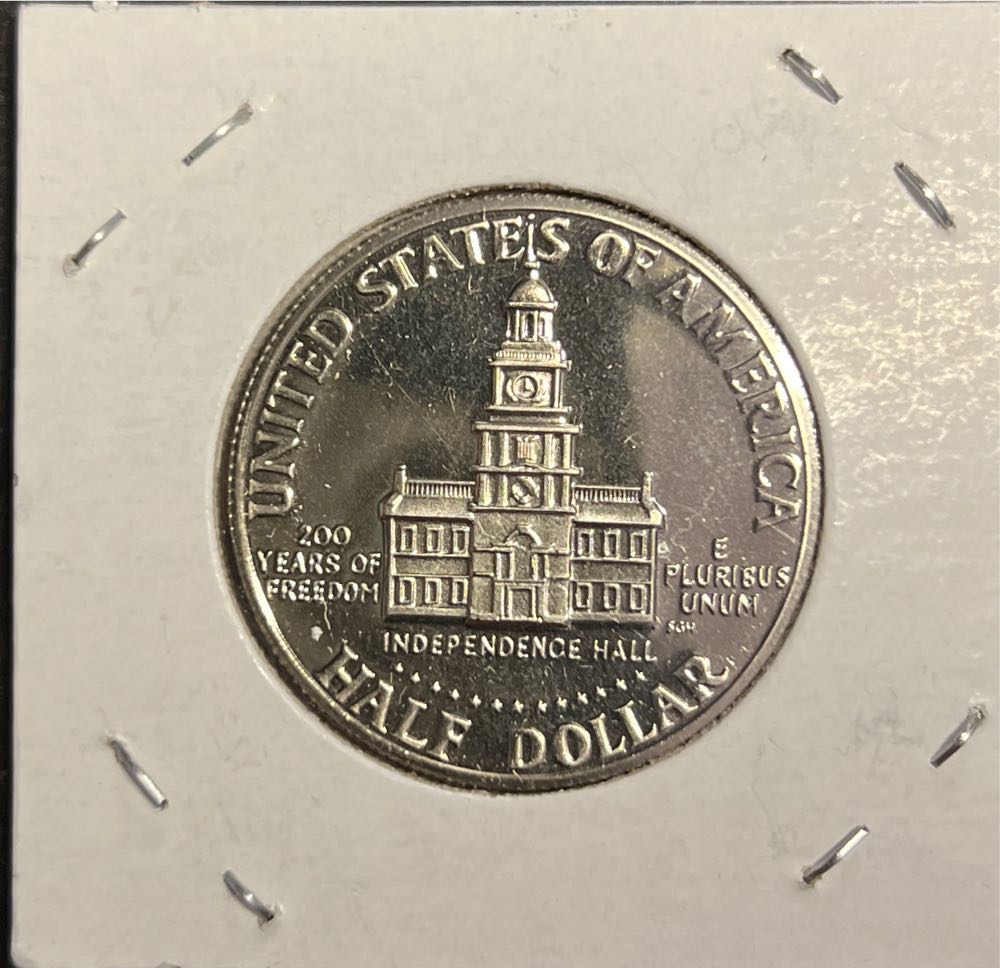 UNITED STATES OF AMERICA
200
YEARS OF
FREEDOM
E
PLURIBUS
UNUM
SGH
INDEPENDENCE HALL
HALF DOLLAR